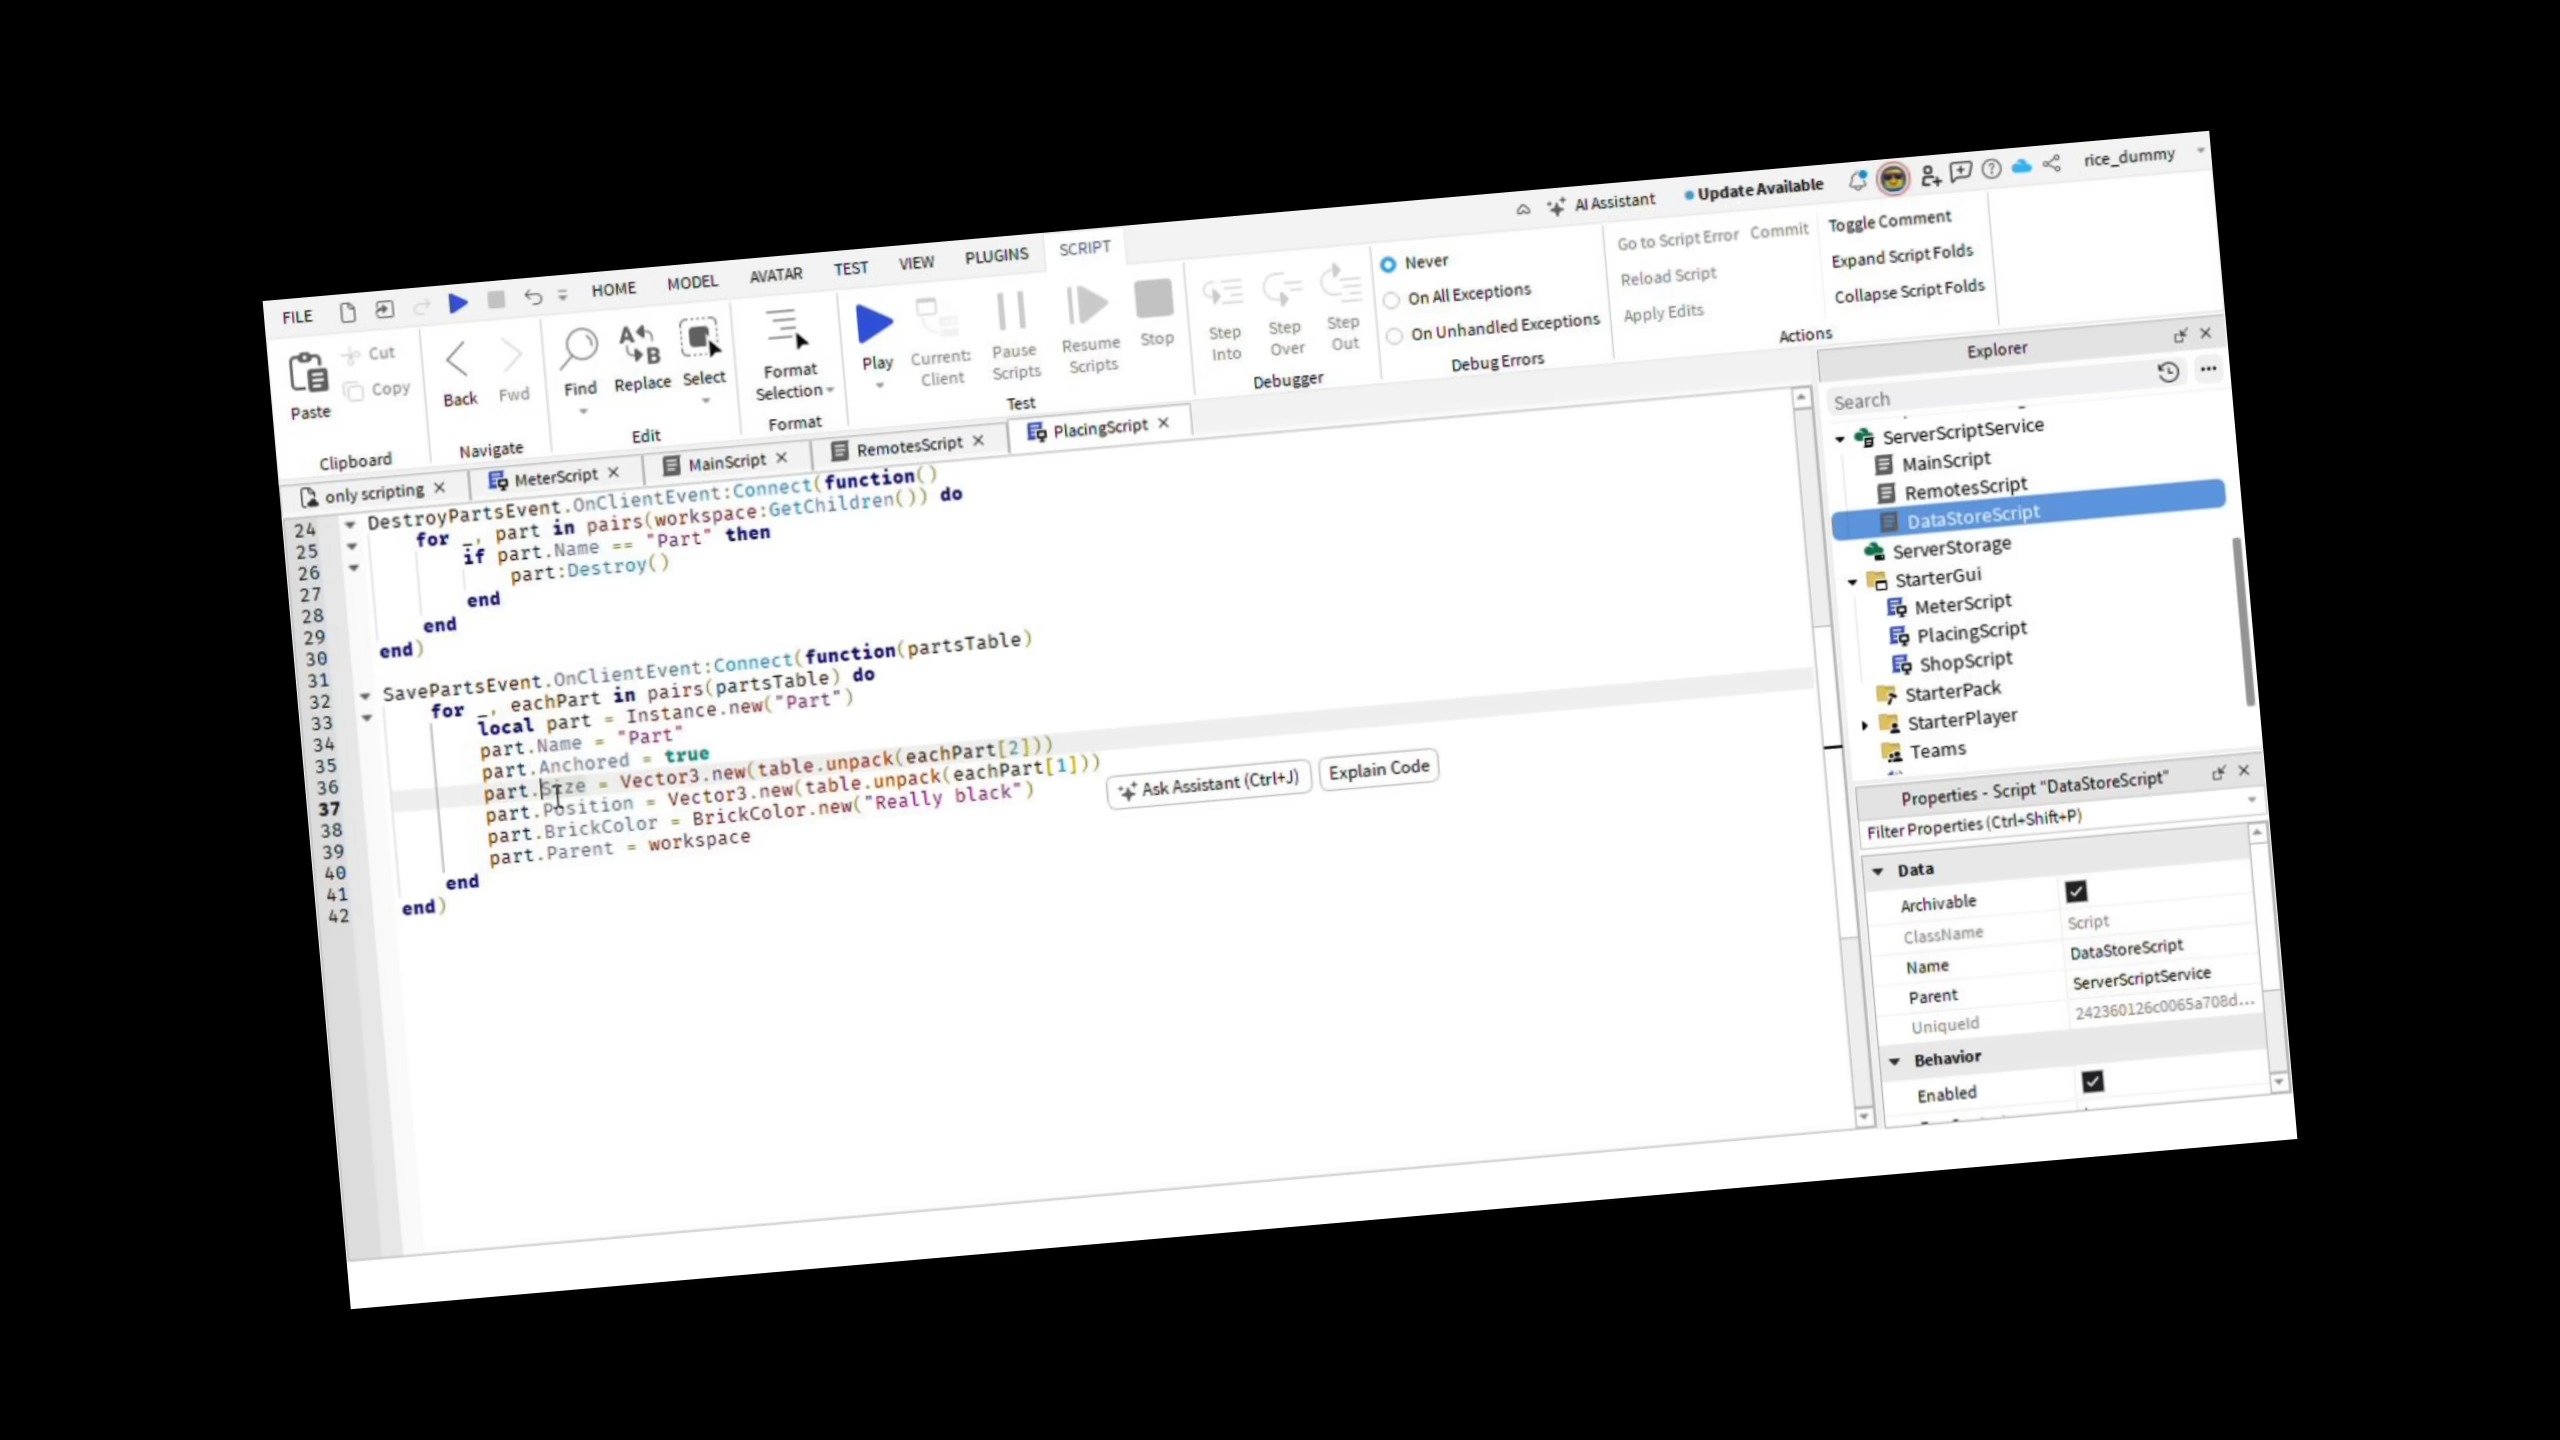 AI Assistant
Update Available
rice_dummy
FILE
HOME
MODEL
AVATAR
TEST
VIEW
PLUGINS
SCRIPT
Paste
Cut
Copy
Clipboard
Back
Fwd
Navigate
Find
Replace
Select
Edit
Format
Selection
Format
Play
Current:
Client
Pause
Scripts
Resume
Scripts
Stop
Test
Step
Into
Step
Over
Step
Out
Debugger
Never
On All Exceptions
On Unhandled Exceptions
Debug Errors
Go to Script Error
Commit
Reload Script
Apply Edits
Toggle Comment
Expand Script Folds
Collapse Script Folds
Actions
only scripting
MeterScript
MainScript
RemotesScript
PlacingScript
24 DestroyPartsEvent.OnClientEvent:Connect(function()
25 for _, part in pairs(workspace:GetChildren()) do
26 if part.Name == "Part" then
27 part:Destroy()
28 end
29 end
30 end)
31
32 SavePartsEvent.OnClientEvent:Connect(function(partsTable)
33 for _, eachPart in pairs(partsTable) do
34 local part = Instance.new("Part")
35 part.Name = "Part"
36 part.Anchored = true
37 part.Size = Vector3.new(table.unpack(eachPart[2]))
38 part.Position = Vector3.new(table.unpack(eachPart[1]))
39 part.BrickColor = BrickColor.new("Really black")
40 part.Parent = workspace
41 end
42 end)
Ask Assistant (Ctrl+J)
Explain Code
Explorer
Search
ServerScriptService
MainScript
RemotesScript
DataStoreScript
ServerStorage
StarterGui
MeterScript
PlacingScript
ShopScript
StarterPack
StarterPlayer
Teams
Properties - Script "DataStoreScript"
Filter Properties (Ctrl+Shift+P)
Data
Archivable
ClassName Script
Name DataStoreScript
Parent ServerScriptService
UniqueId 242360126c0065a708d...
Behavior
Enabled